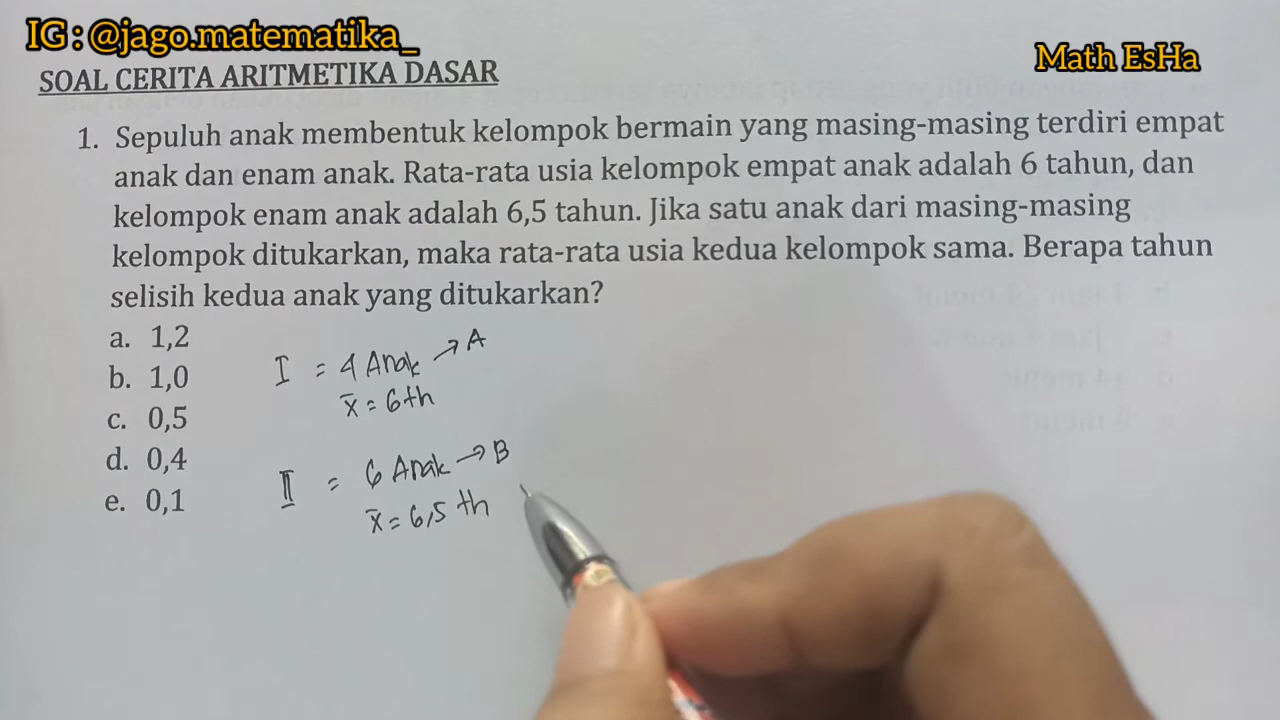 IG : @jago.matematika_
Math EsHa
SOAL CERITA ARITMETIKA DASAR
1. Sepuluh anak membentuk kelompok bermain yang masing-masing terdiri empat
anak dan enam anak. Rata-rata usia kelompok empat anak adalah 6 tahun, dan
kelompok enam anak adalah 6,5 tahun. Jika satu anak dari masing-masing
kelompok ditukarkan, maka rata-rata usia kedua kelompok sama. Berapa tahun
selisih kedua anak yang ditukarkan?
a. 1,2
b. 1,0
c. 0,5
d. 0,4
e. 0,1
I = 4 Anak → A
x̄ = 6 th
II = 6 Anak → B
x̄ = 6,5 th